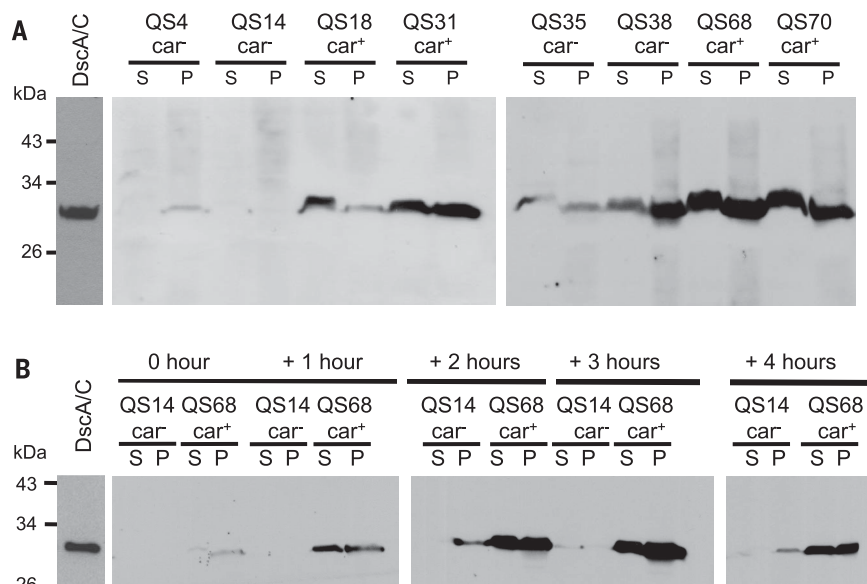 A
DscA/C
QS4 QS14 QS18 QS31 QS35 QS38 QS68 QS70
car- car- car+ car+ car- car- car+ car+
S P S P S P S P S P S P S P S P
kDa
43
34
26
B
DscA/C
0 hour + 1 hour + 2 hours + 3 hours + 4 hours
QS14 QS68 QS14 QS68 QS14 QS68 QS14 QS68 QS14 QS68
car- car+ car- car+ car- car+ car- car+ car- car+
kDa
S P S P S P S P S P S P S P S P S P S P
43
34
26